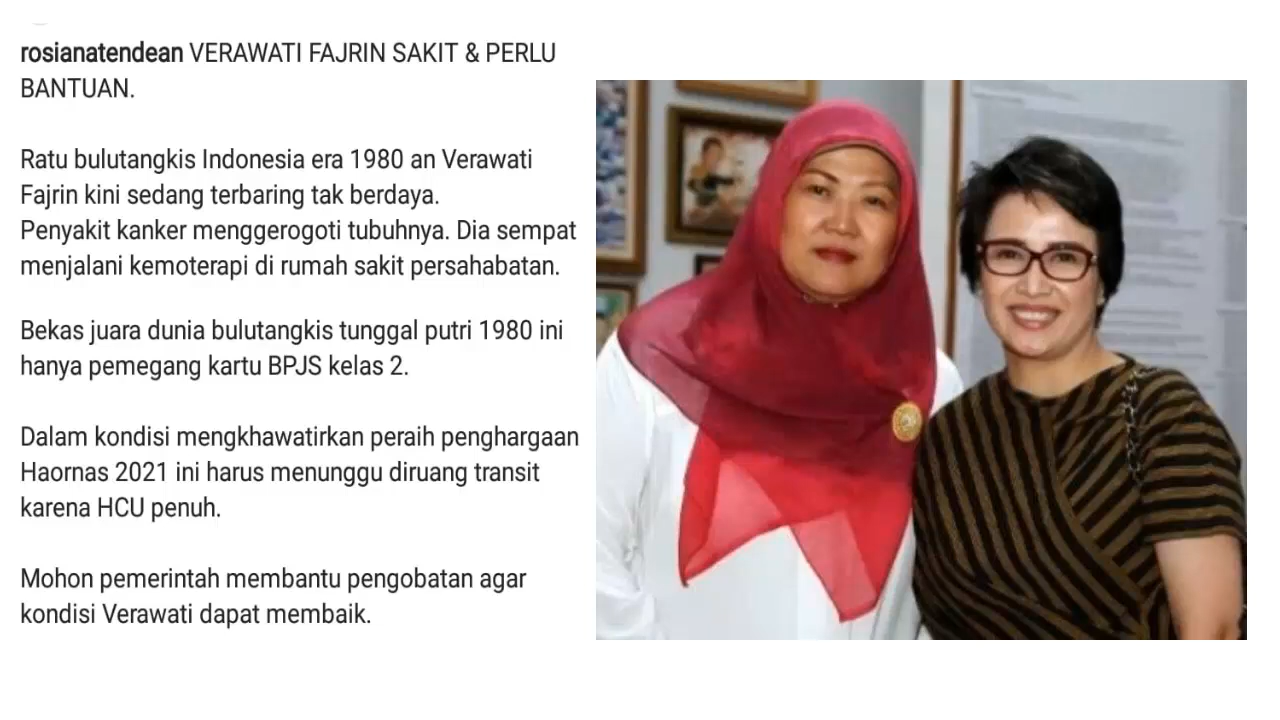 rosianatendean VERAWATI FAJRIN SAKIT & PERLU
BANTUAN.
Ratu bulutangkis Indonesia era 1980 an Verawati
Fajrin kini sedang terbaring tak berdaya.
Penyakit kanker menggerogoti tubuhnya. Dia sempat
menjalani kemoterapi di rumah sakit persahabatan.
Bekas juara dunia bulutangkis tunggal putri 1980 ini
hanya pemegang kartu BPJS kelas 2.
Dalam kondisi mengkhawatirkan peraih penghargaan
Haornas 2021 ini harus menunggu diruang transit
karena HCU penuh.
Mohon pemerintah membantu pengobatan agar
kondisi Verawati dapat membaik.